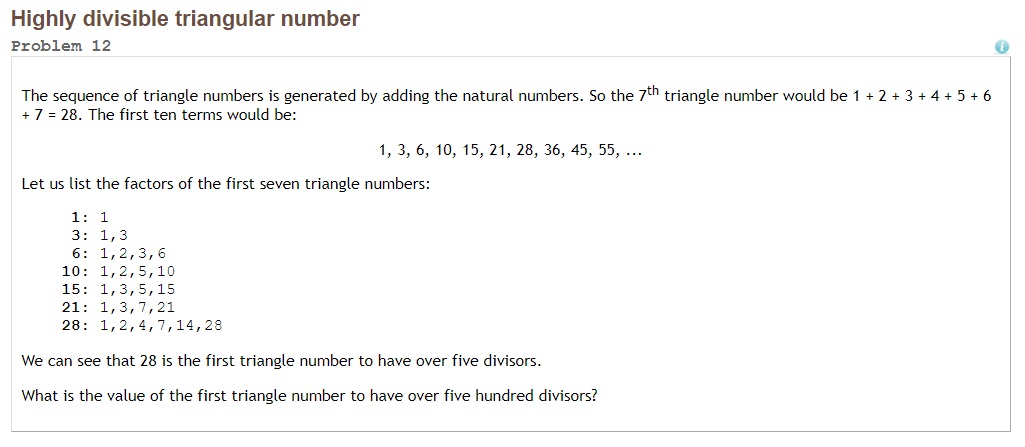 Highly divisible triangular number
Problem 12
The sequence of triangle numbers is generated by adding the natural numbers. So the 7th triangle number would be 1 + 2 + 3 + 4 + 5 + 6
+ 7 = 28. The first ten terms would be:
1, 3, 6, 10, 15, 21, 28, 36, 45, 55, ...
Let us list the factors of the first seven triangle numbers:
1: 1
3: 1,3
6: 1,2,3,6
10: 1,2,5,10
15: 1,3,5,15
21: 1,3,7,21
28: 1,2,4,7,14,28
We can see that 28 is the first triangle number to have over five divisors.
What is the value of the first triangle number to have over five hundred divisors?